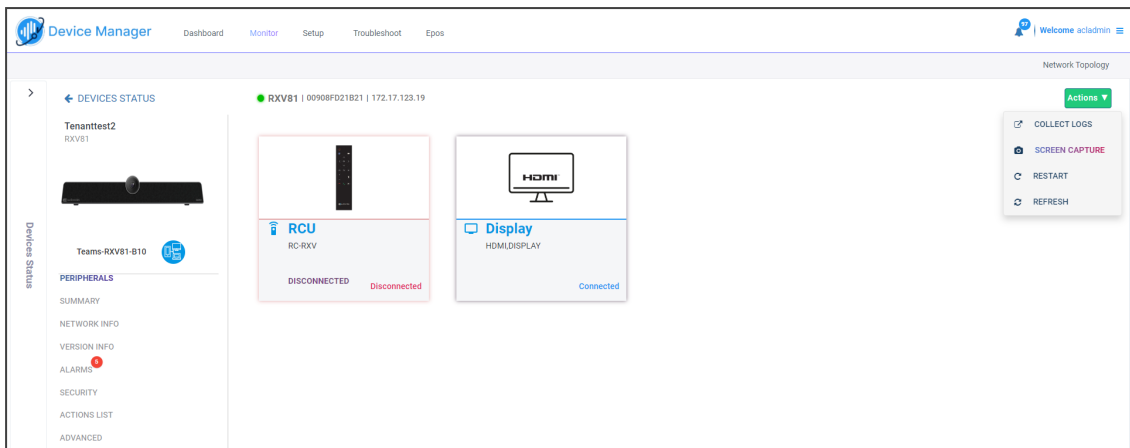 Device Manager Dashboard Monitor Setup Troubleshoot Epos 97 | Welcome acladmin
Network Topology
DEVICES STATUS RXV81 | 00908FD21B21 | 172.17.123.19 Actions
Tenanttest2
RXV81
COLLECT LOGS
SCREEN CAPTURE
RESTART
REFRESH
HDMI
Devices Status
RCU Display
RC-RXV HDMI,DISPLAY
Teams-RXV81-B10
DISCONNECTED Disconnected Connected
PERIPHERALS
SUMMARY
NETWORK INFO
VERSION INFO
ALARMS 5
SECURITY
ACTIONS LIST
ADVANCED